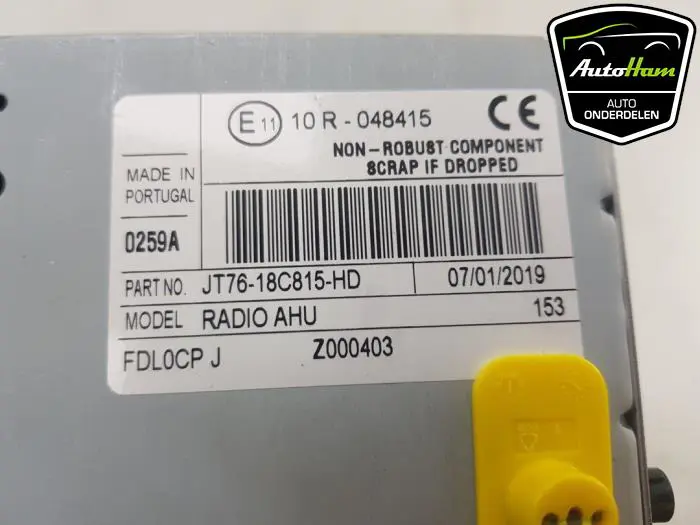 E11 10 R - 048415 CE
NON-ROBUST COMPONENT
SCRAP IF DROPPED
MADE IN
PORTUGAL
0259A
PART NO. JT76-18C815-HD 07/01/2019
MODEL RADIO AHU 153
FDL0CP J Z000403
AutoHam
AUTO
ONDERDELEN